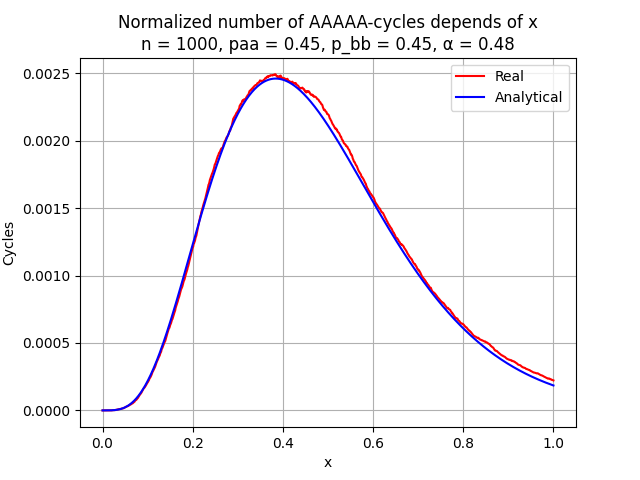 Normalized number of AAAAA-cycles depends of x
n = 1000, paa = 0.45, p_bb = 0.45, α = 0.48
Real
Analytical
0.0025
0.0020
0.0015
0.0010
0.0005
0.0000
Cycles
0.0 0.2 0.4 0.6 0.8 1.0
x